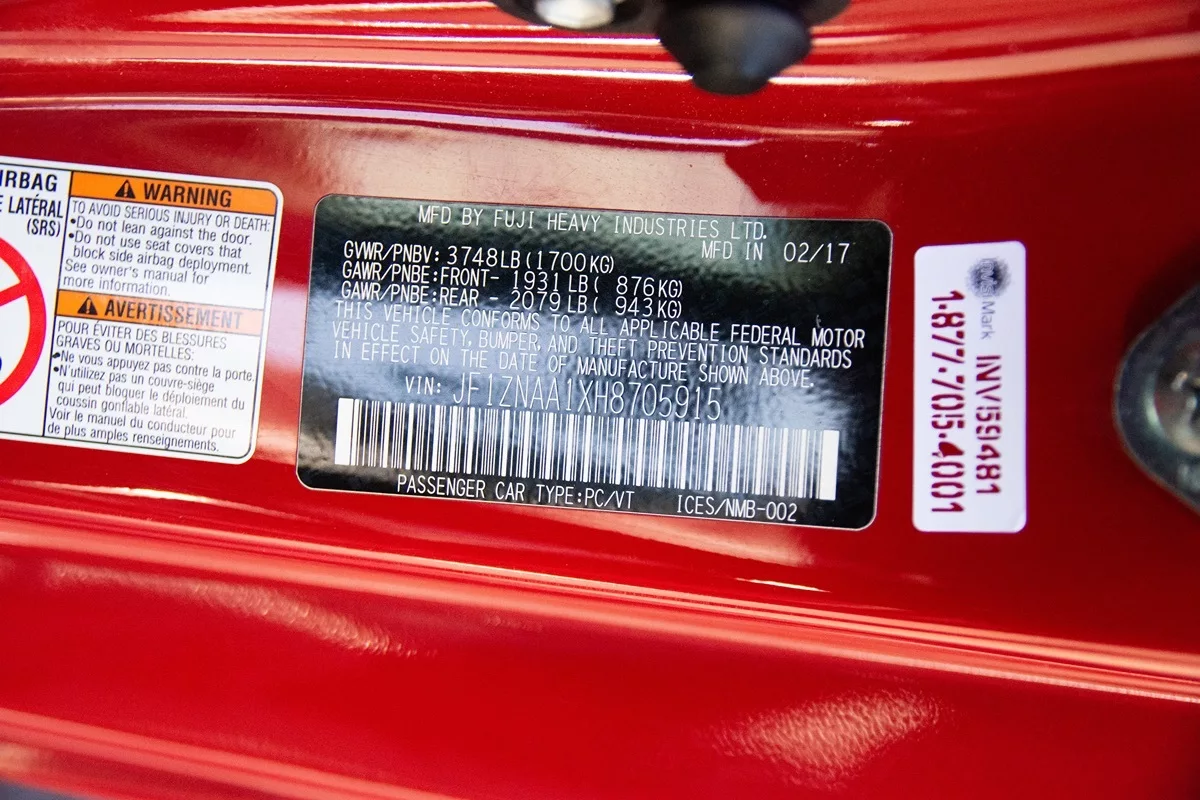 IRBAG
E LATÉRAL
(SRS)
WARNING
TO AVOID SERIOUS INJURY OR DEATH:
•Do not lean against the door.
•Do not use seat covers that
block side airbag deployment.
See owner's manual for
more information.
AVERTISSEMENT
POUR ÉVITER DES BLESSURES
GRAVES OU MORTELLES:
•Ne vous appuyez pas contre la porte.
•N'utilizez pas un couvre-siège
qui peut bloquer le déploiement du
coussin gonflable latéral.
Voir le manuel du conducteur pour
de plus amples renseignements.
MFD BY FUJI HEAVY INDUSTRIES LTD.
MFD IN 02/17
GVWR/PNBV: 3748LB(1700KG)
GAWR/PNBE:FRONT- 1931LB( 876KG)
GAWR/PNBE:REAR - 2079LB( 943KG)
THIS VEHICLE CONFORMS TO ALL APPLICABLE FEDERAL MOTOR
VEHICLE SAFETY, BUMPER, AND THEFT PREVENTION STANDARDS
IN EFFECT ON THE DATE OF MANUFACTURE SHOWN ABOVE.
VIN: JF1ZNAA1XH8705915
PASSENGER CAR TYPE:PC/VT ICES/NMB-002
Mark
INV159481
1.877.705.4001